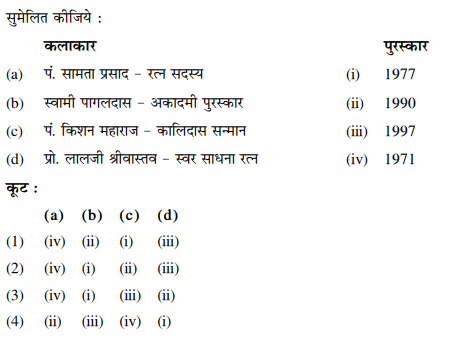 सुमेलित कीजिये :
कलाकार पुरस्कार
(a) पं. सामता प्रसाद – रत्न सदस्य (i) 1977
(b) स्वामी पागलदास – अकादमी पुरस्कार (ii) 1990
(c) पं. किशन महाराज – कालिदास सन्मान (iii) 1997
(d) प्रो. लालजी श्रीवास्तव – स्वर साधना रत्न (iv) 1971
कूट :
(a) (b) (c) (d)
(1) (iv) (ii) (i) (iii)
(2) (iv) (i) (ii) (iii)
(3) (iv) (i) (iii) (ii)
(4) (ii) (iii) (iv) (i)